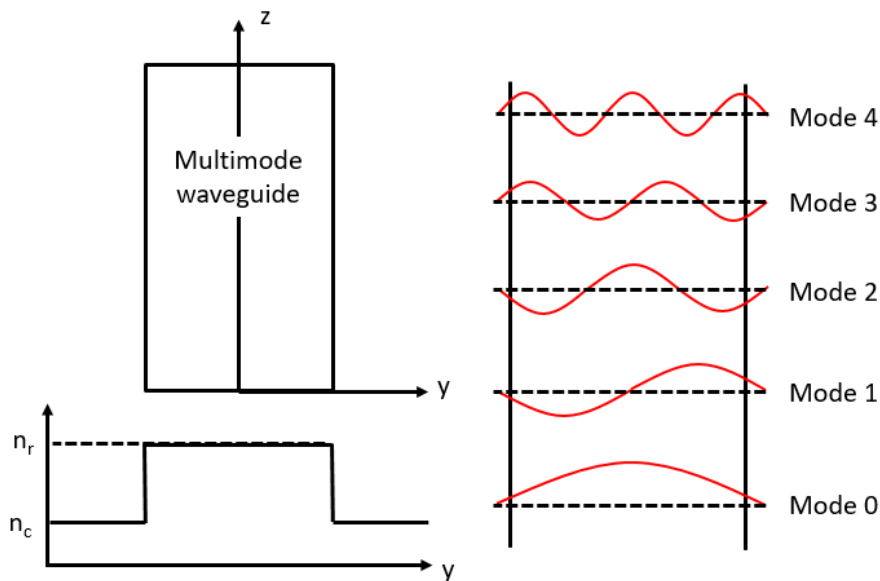 z
Multimode
waveguide
y
n_r
n_c
y
Mode 4
Mode 3
Mode 2
Mode 1
Mode 0